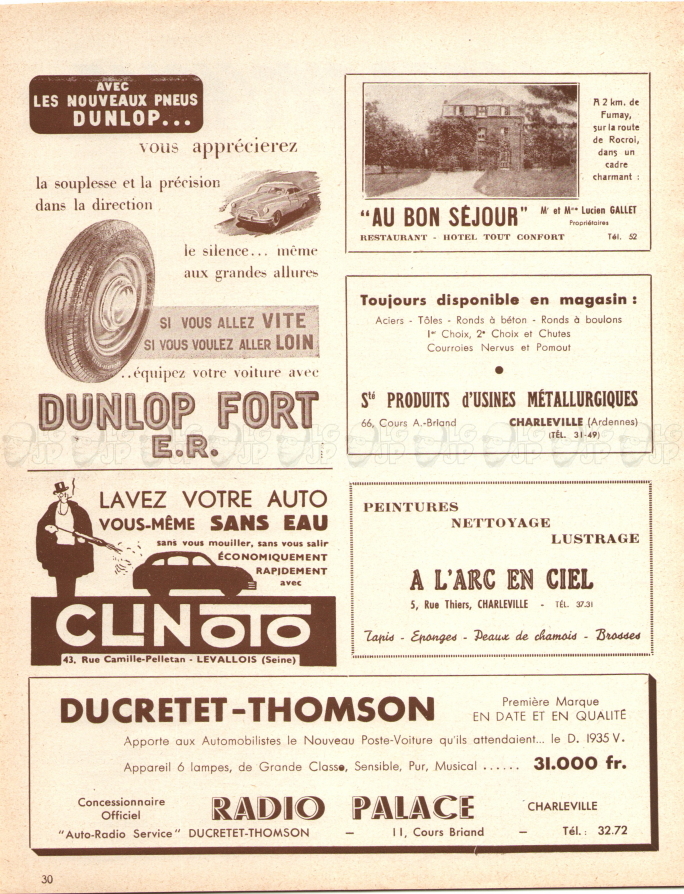 AVEC
LES NOUVEAUX PNEUS
DUNLOP...
vous apprécierez
la souplesse et la précision
dans la direction
le silence... même
aux grandes allures
SI VOUS ALLEZ VITE
SI VOUS VOULEZ ALLER LOIN
...équipez votre voiture avec
DUNLOP FORT
E.R.
A 2 km. de
Fumay,
sur la route
de Rocroi,
dans un
cadre
charmant :
"AU BON SÉJOUR"
Mr et Mme Lucien GALLET
Propriétaires
RESTAURANT - HOTEL TOUT CONFORT
Tél. 52
Toujours disponible en magasin :
Aciers - Tôles - Ronds à béton - Ronds à boulons
1er Choix, 2e Choix et Chutes
Courroies Nervus et Pomout
Sté PRODUITS d'USINES MÉTALLURGIQUES
66, Cours A.-Briand CHARLEVILLE (Ardennes)
(TÉL. 31-49)
LAVEZ VOTRE AUTO
VOUS-MÊME SANS EAU
sans vous mouiller, sans vous salir
ÉCONOMIQUEMENT
RAPIDEMENT
avec
CLINOTO
43, Rue Camille-Pelletan - LEVALLOIS (Seine)
PEINTURES
NETTOYAGE
LUSTRAGE
A L'ARC EN CIEL
5, Rue Thiers, CHARLEVILLE - TÉL. 37.31
Tapis - Eponges - Peaux de chamois - Brosses
DUCRETET-THOMSON
Première Marque
EN DATE ET EN QUALITÉ
Apporte aux Automobilistes le Nouveau Poste-Voiture qu'ils attendaient... le D. 1935 V.
Appareil 6 lampes, de Grande Classe, Sensible, Pur, Musical ...... 31.000 fr.
Concessionnaire
Officiel
RADIO PALACE
CHARLEVILLE
"Auto-Radio Service" DUCRETET-THOMSON — 11, Cours Briand — Tél. : 32.72
30